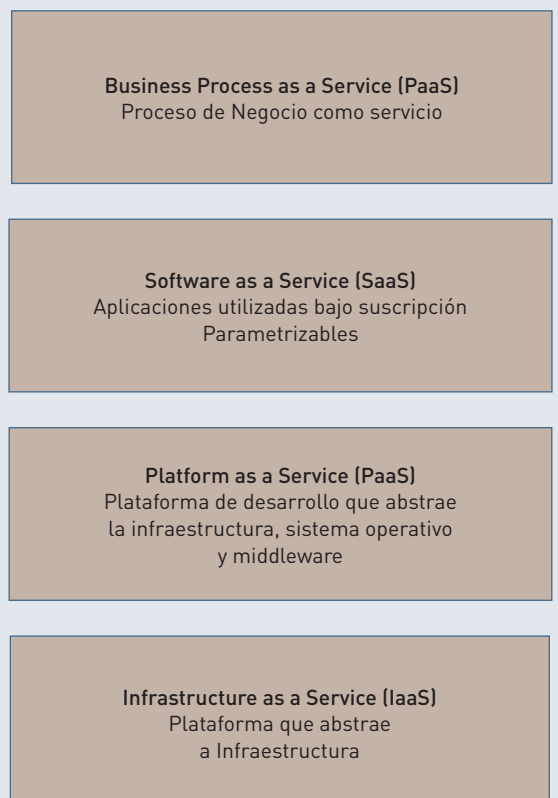 Business Process as a Service (PaaS)
Proceso de Negocio como servicio
Software as a Service (SaaS)
Aplicaciones utilizadas bajo suscripción
Parametrizables
Platform as a Service (PaaS)
Plataforma de desarrollo que abstrae
la infraestructura, sistema operativo
y middleware
Infrastructure as a Service (IaaS)
Plataforma que abstrae
a Infraestructura